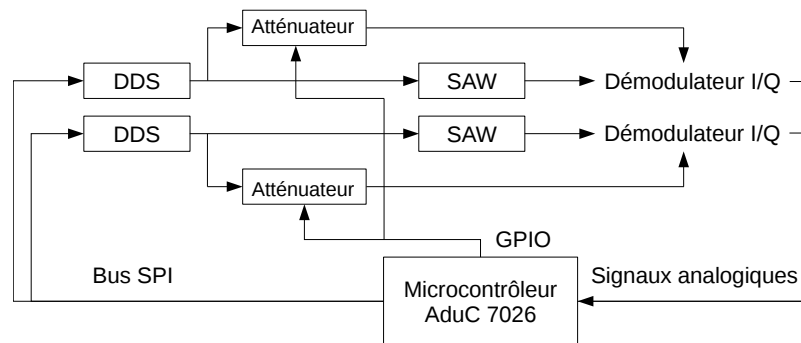 Atténuateur
DDS
SAW
Démodulateur I/Q
DDS
SAW
Démodulateur I/Q
Atténuateur
GPIO
Bus SPI
Signaux analogiques
Microcontrôleur
AduC 7026